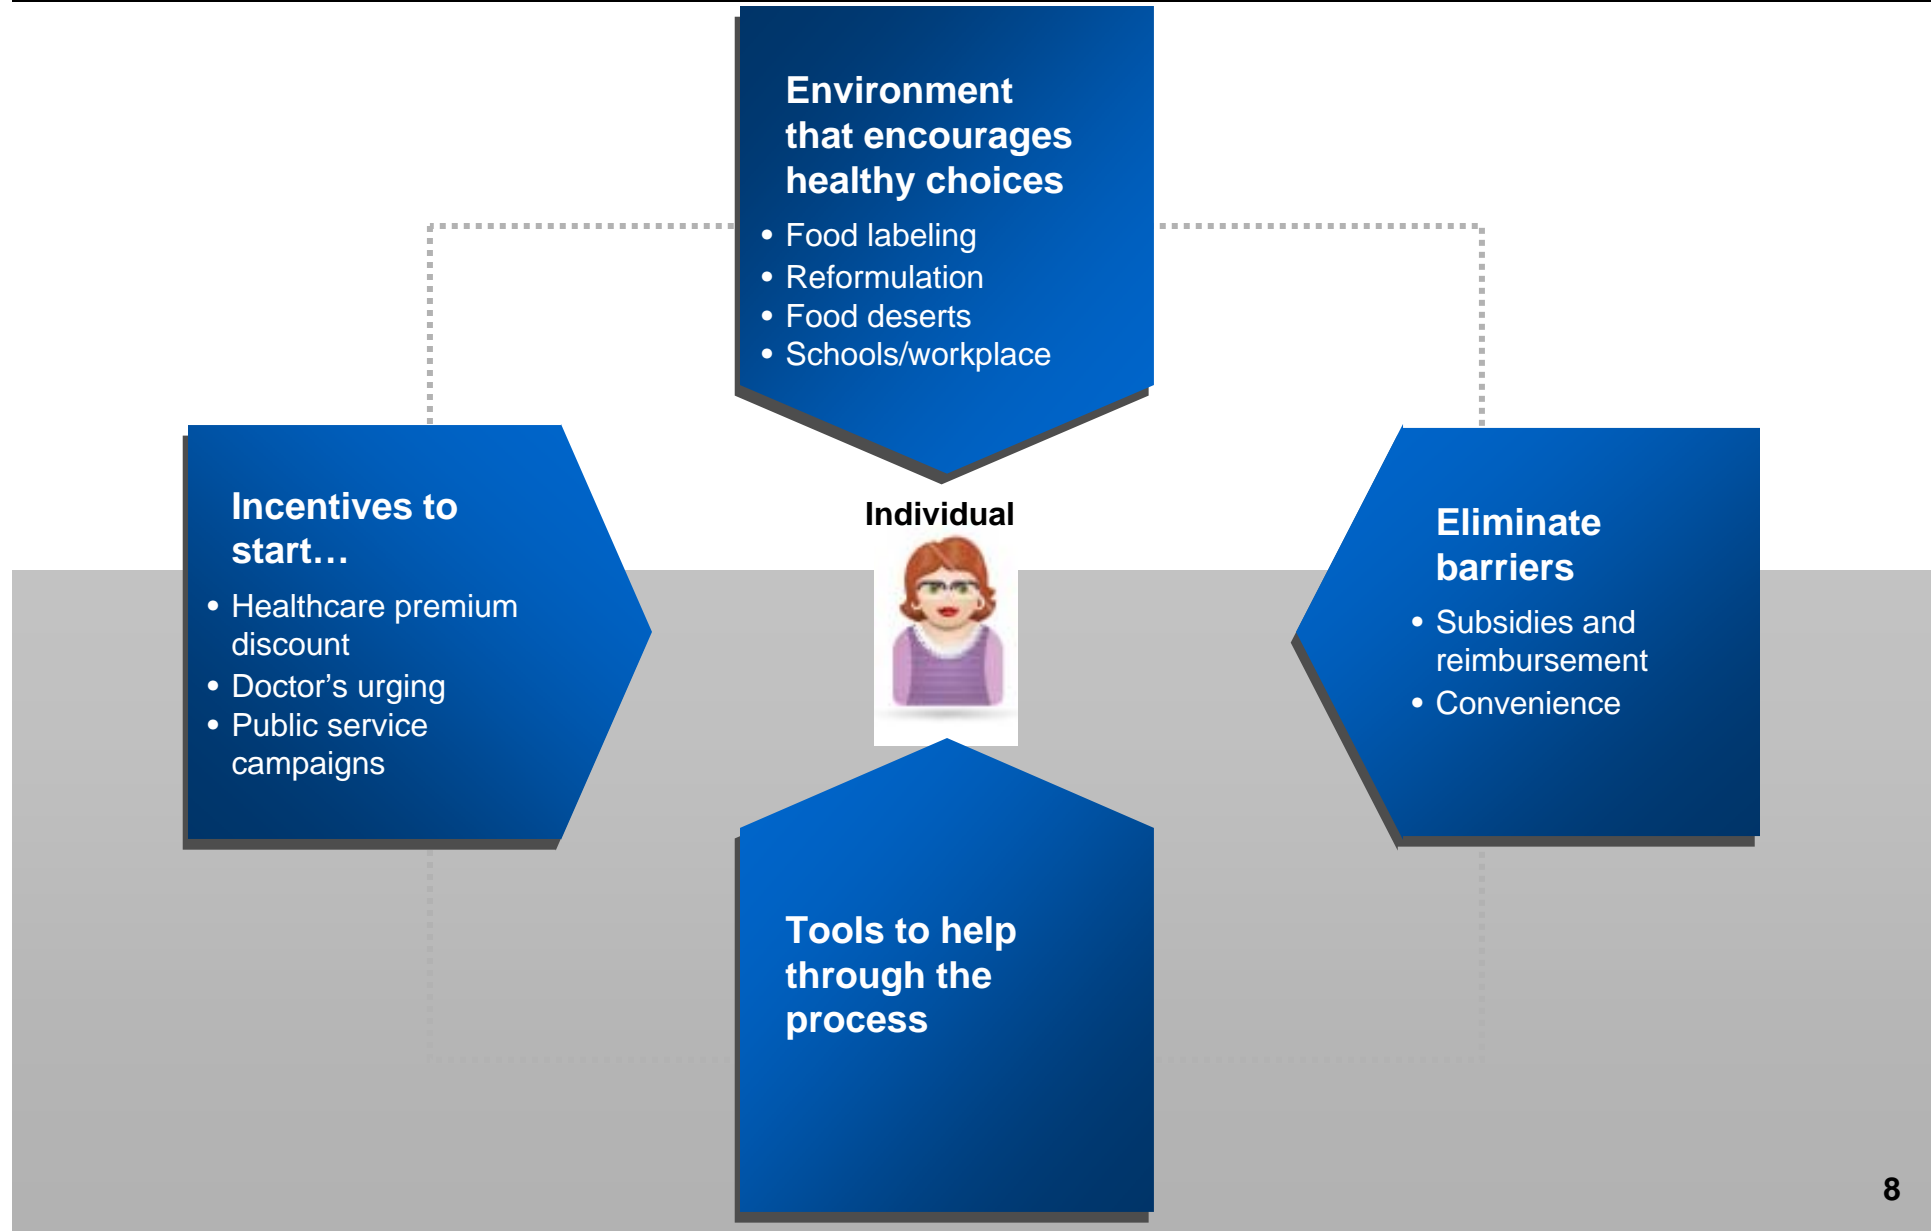 Environment
that encourages
healthy choices
• Food labeling
• Reformulation
• Food deserts
• Schools/workplace
Incentives to
start…
• Healthcare premium
discount
• Doctor’s urging
• Public service
campaigns
Individual
Eliminate
barriers
• Subsidies and
reimbursement
• Convenience
Tools to help
through the
process
8